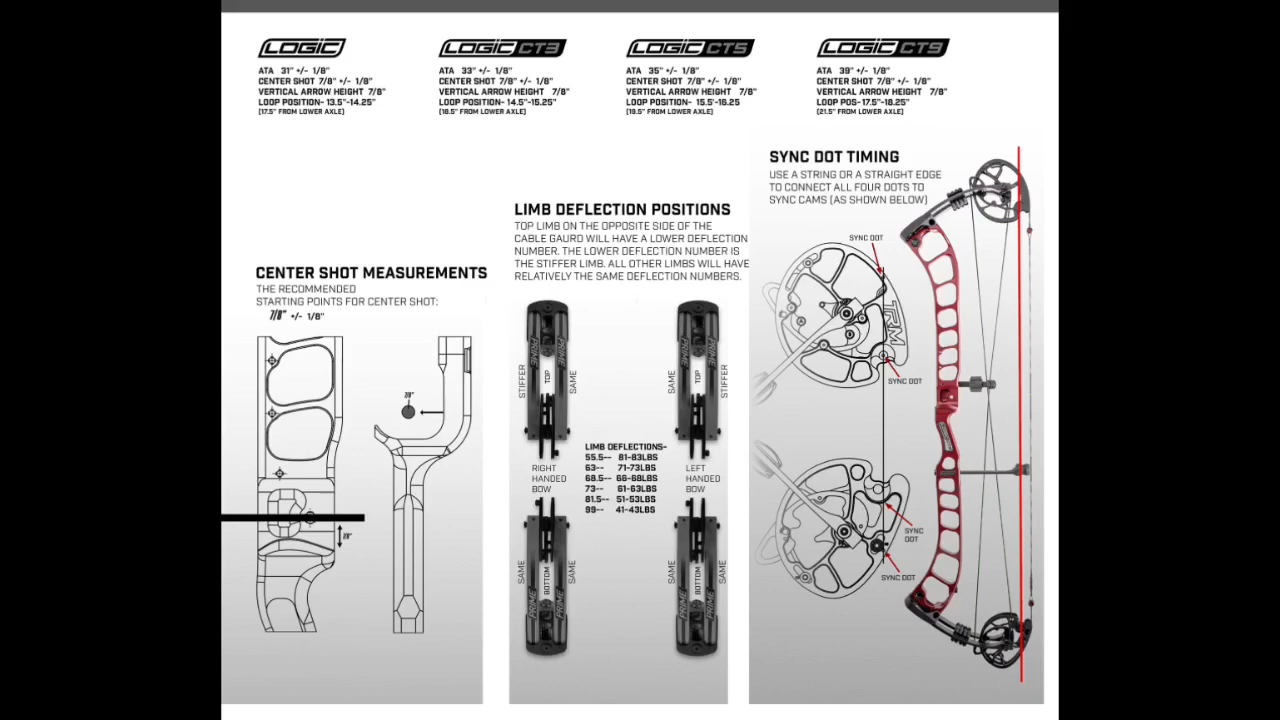 LOGIC
ATA 31" +/- 1/8"
CENTER SHOT 7/8" +/- 1/8"
VERTICAL ARROW HEIGHT 7/8"
LOOP POSITION- 13.5"-14.25"
(17.5" FROM LOWER AXLE)
LOGIC CT3
ATA 33" +/- 1/8"
CENTER SHOT 7/8" +/- 1/8"
VERTICAL ARROW HEIGHT 7/8"
LOOP POSITION- 14.5"-15.25"
(18.5" FROM LOWER AXLE)
LOGIC CT5
ATA 35" +/- 1/8"
CENTER SHOT 7/8" +/- 1/8"
VERTICAL ARROW HEIGHT 7/8"
LOOP POSITION- 15.5'-16.25
(19.5" FROM LOWER AXLE)
LOGIC CT9
ATA 39" +/- 1/8"
CENTER SHOT 7/8" +/- 1/8"
VERTICAL ARROW HEIGHT 7/8"
LOOP POS- 17.5"-18.25"
(21.5" FROM LOWER AXLE)
CENTER SHOT MEASUREMENTS
THE RECOMMENDED
STARTING POINTS FOR CENTER SHOT:
7/8" +/- 1/8"
7/8"
7/8"
LIMB DEFLECTION POSITIONS
TOP LIMB ON THE OPPOSITE SIDE OF THE
CABLE GAURD WILL HAVE A LOWER DEFLECTION
NUMBER. THE LOWER DEFLECTION NUMBER IS
THE STIFFER LIMB. ALL OTHER LIMBS WILL HAVE
RELATIVELY THE SAME DEFLECTION NUMBERS.
STIFFER
PRIME
TOP
SAME
SAME
PRIME
TOP
STIFFER
LIMB DEFLECTIONS-
55.5-- 81-83LBS
63-- 71-73LBS
68.5-- 66-68LBS
73-- 61-63LBS
81.5-- 51-53LBS
99-- 41-43LBS
RIGHT
HANDED
BOW
LEFT
HANDED
BOW
SAME
PRIME
BOTTOM
PRIME
SAME
SAME
PRIME
BOTTOM
PRIME
SAME
SYNC DOT TIMING
USE A STRING OR A STRAIGHT EDGE
TO CONNECT ALL FOUR DOTS TO
SYNC CAMS (AS SHOWN BELOW)
SYNC DOT
TRM
SYNC DOT
SYNC
DOT
SYNC DOT